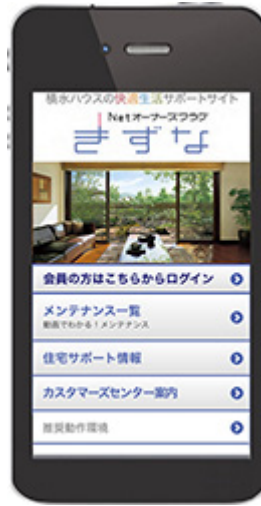 積水ハウスの快適生活サポートサイト
Netオーナーズクラブ
きずな
会員の方はこちらからログイン
メンテナンス一覧
動画でわかる！メンテナンス
住宅サポート情報
カスタマーズセンター案内
推奨動作環境